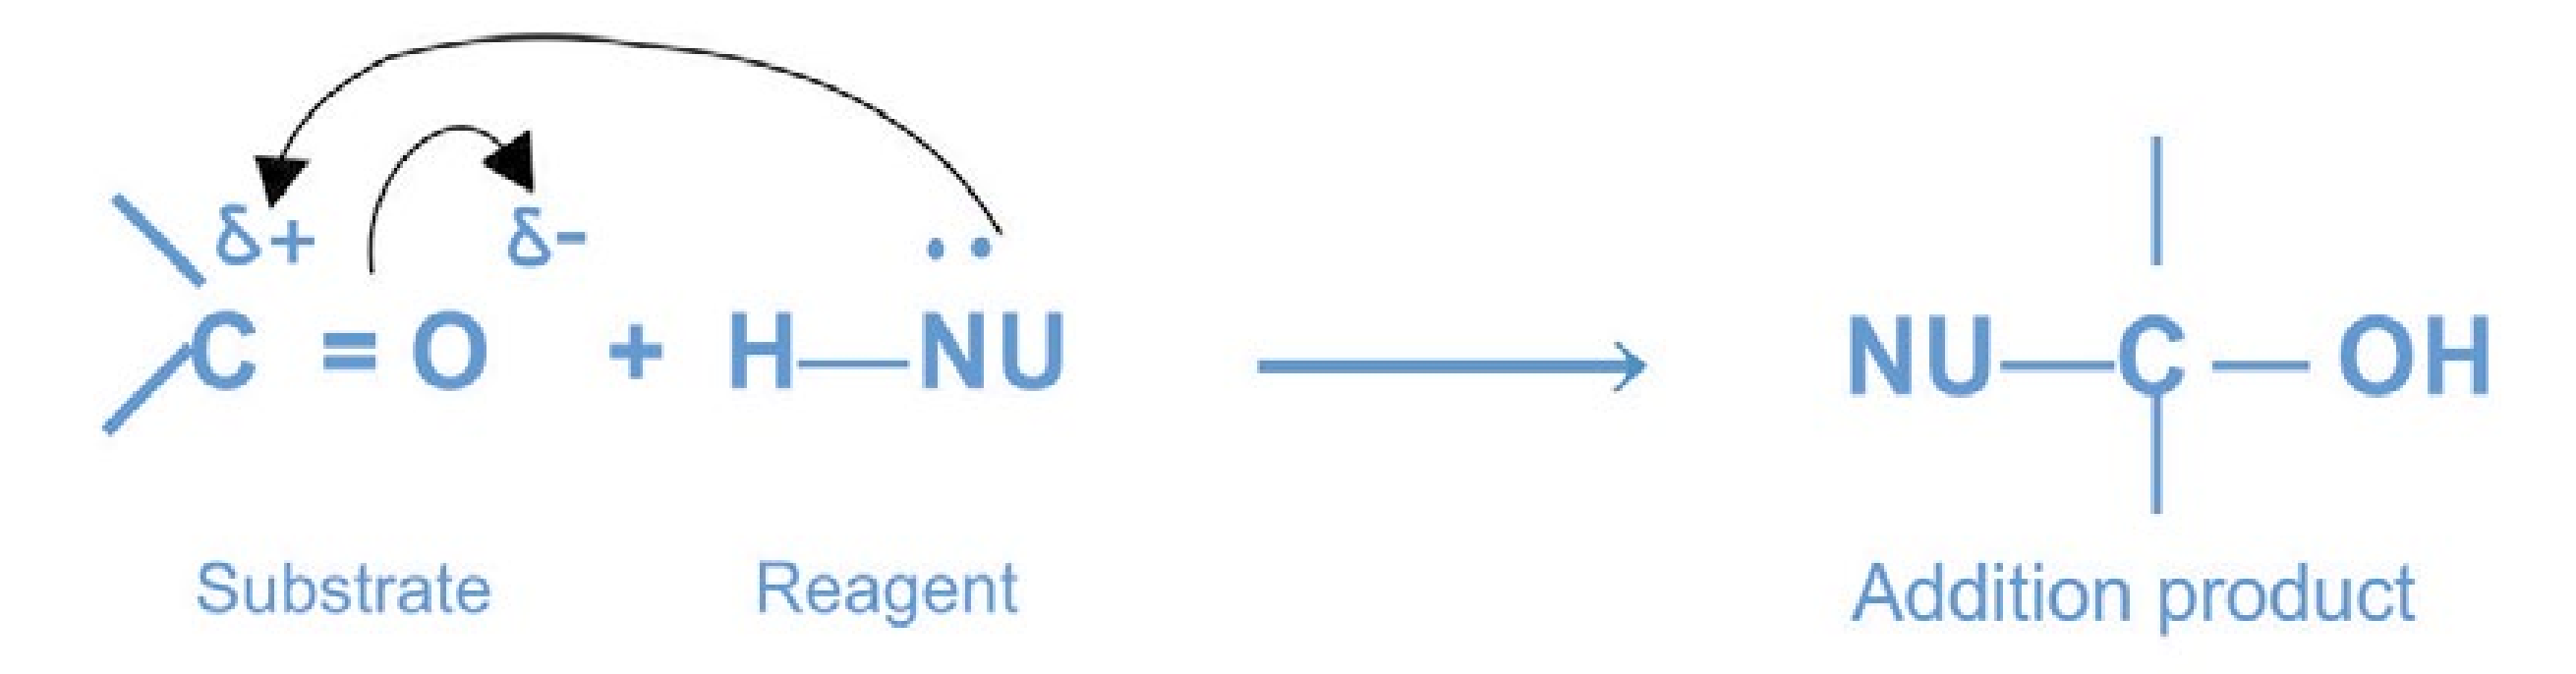 δ+ δ- ··
C = O + H—NU → NU—C—OH
Substrate Reagent Addition product